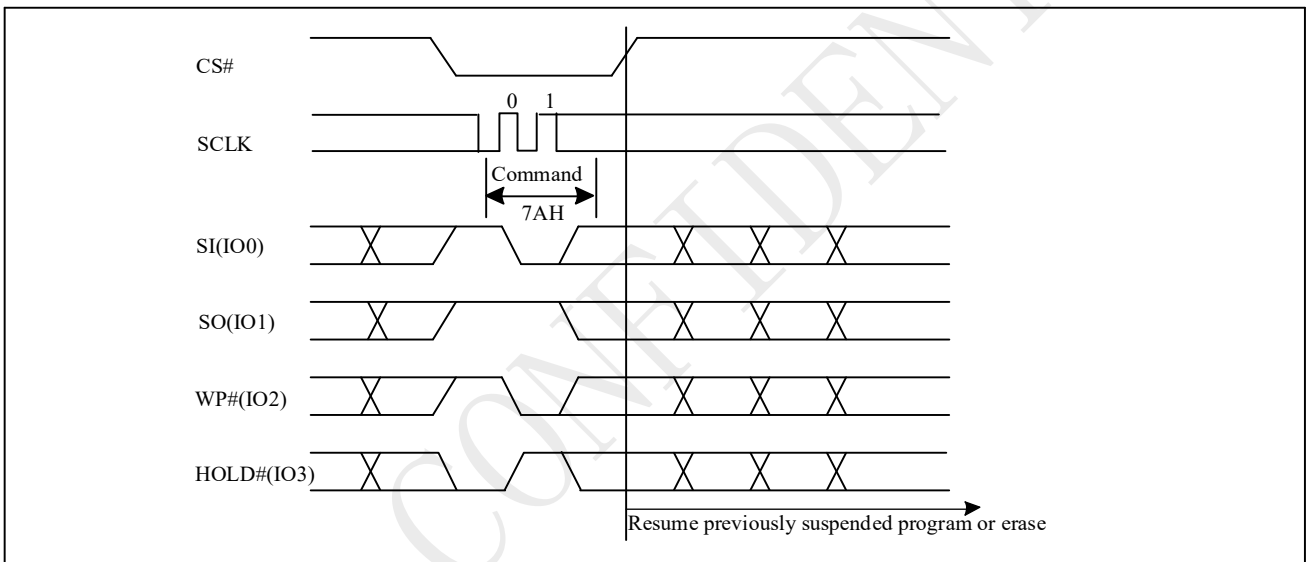 CS#
0 1
SCLK
Command
7AH
SI(IO0)
SO(IO1)
WP#(IO2)
HOLD#(IO3)
Resume previously suspended program or erase
CONFIDENT